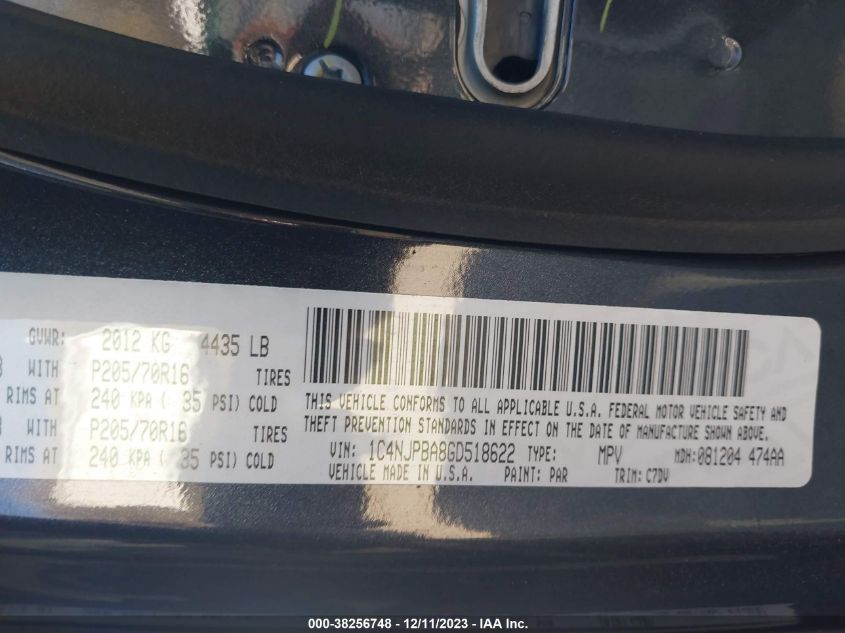 GVWR: 2012 KG 4435 LB
WITH P205/70R16 TIRES
RIMS AT 240 KPA ( 35 PSI) COLD
WITH P205/70R16 TIRES
RIMS AT 240 KPA ( 35 PSI) COLD
THIS VEHICLE CONFORMS TO ALL APPLICABLE U.S.A. FEDERAL MOTOR VEHICLE SAFETY AND
THEFT PREVENTION STANDARDS IN EFFECT ON THE DATE OF MANUFACTURE SHOWN ABOVE.
VIN: 1C4NJPBA8GD518622 TYPE: MPV MDH: 081204 474AA
VEHICLE MADE IN U.S.A. PAINT: PAR TRIM: C7DV
000-38256748 - 12/11/2023 - IAA Inc.